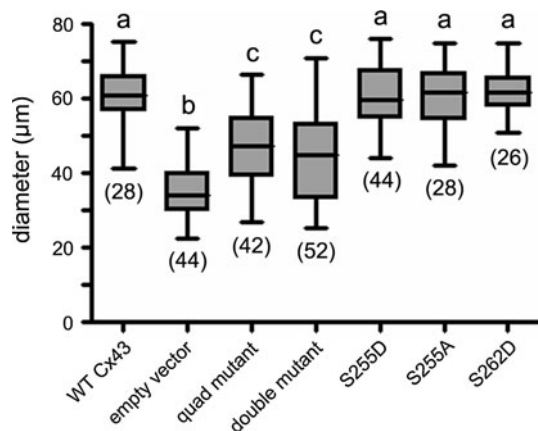 80
60
40
20
0
diameter (µm)
a
b
c
c
a
a
a
(28)
(44)
(42)
(52)
(44)
(28)
(26)
WT Cx43
empty vector
quad mutant
double mutant
S255D
S255A
S262D